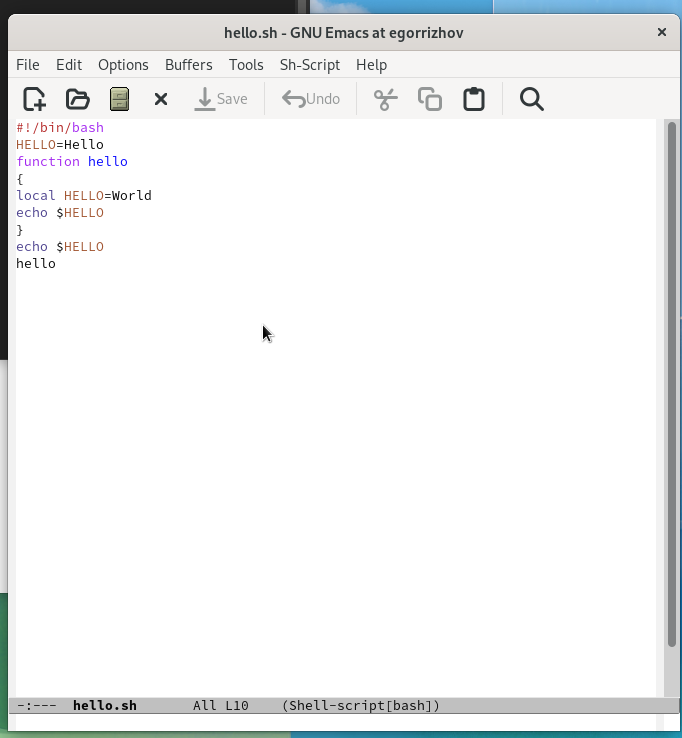 hello.sh - GNU Emacs at egorrizhov
File Edit Options Buffers Tools Sh-Script Help
Save Undo
#!/bin/bash
HELLO=Hello
function hello
{
local HELLO=World
echo $HELLO
}
echo $HELLO
hello
-:--- hello.sh All L10 (Shell-script[bash])